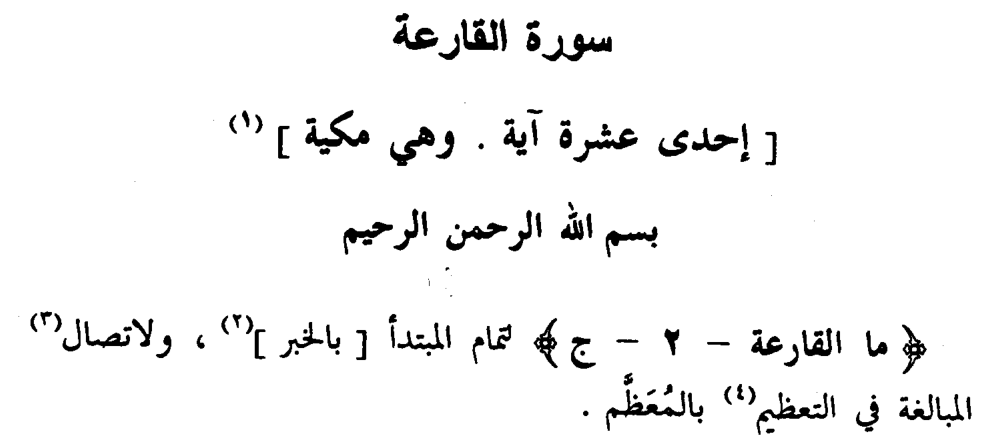 سورة القارعة
[ إحدى عشرة آية . وهي مكية ] (١)
بسم الله الرحمن الرحيم
﴿ ما القارعة – ٢ – ج ﴾ لتمام المبتدأ [ بالخبر ](٢) ، ولاتصال(٣)
المبالغة في التعظيم(٤) بالمُعَظَّم .